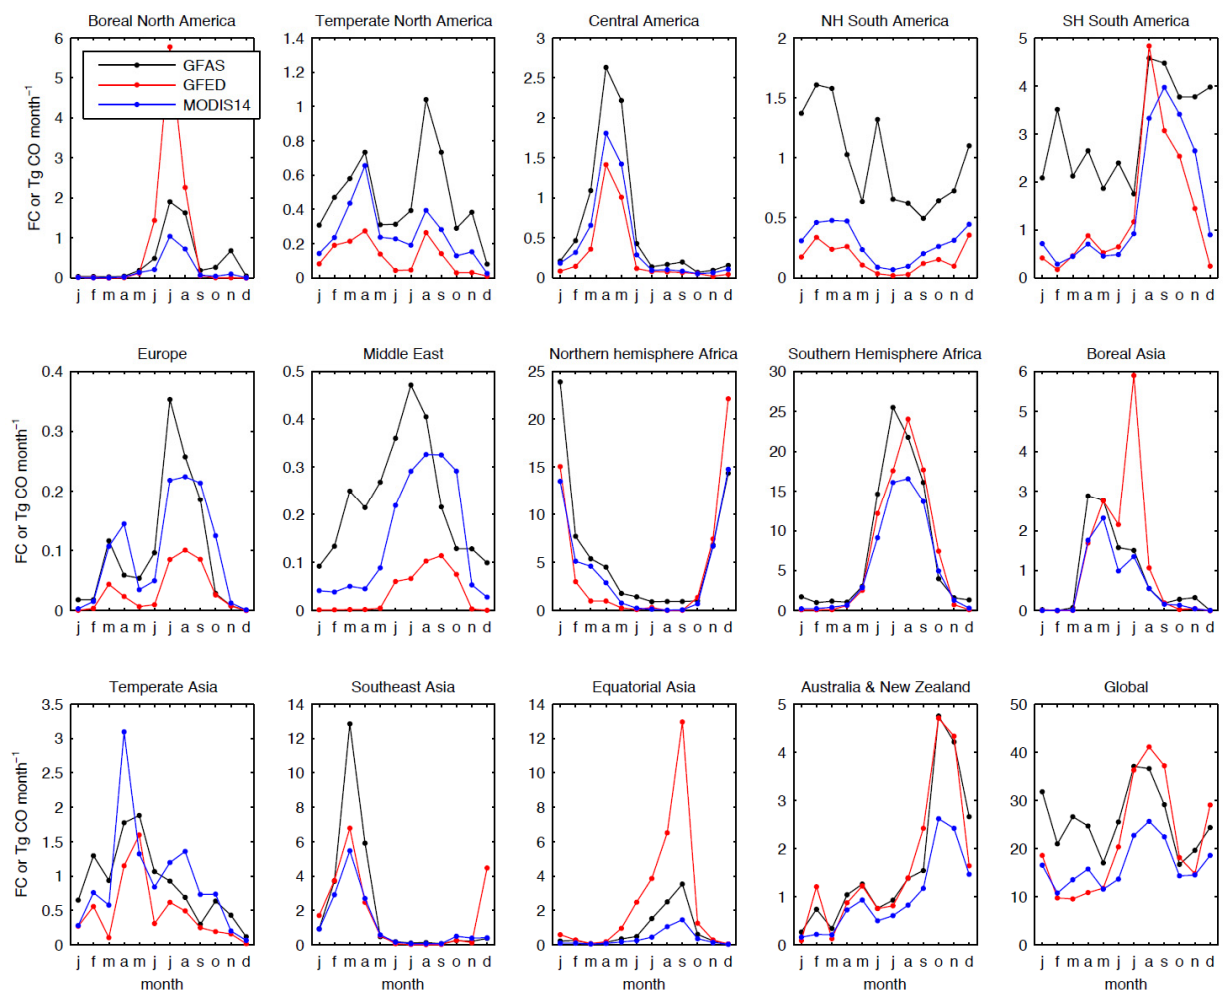 Boreal North America
Temperate North America
Central America
NH South America
SH South America
FC or Tg CO month⁻¹
6
5
4
3
2
1
0
GFAS
GFED
MODIS14
j f m a m j j a s o n d
1.4
1.2
1
0.8
0.6
0.4
0.2
0
j f m a m j j a s o n d
3
2.5
2
1.5
1
0.5
0
j f m a m j j a s o n d
2
1.5
1
0.5
0
j f m a m j j a s o n d
5
4
3
2
1
0
j f m a m j j a s o n d
Europe
Middle East
Northern hemisphere Africa
Southern Hemisphere Africa
Boreal Asia
FC or Tg CO month⁻¹
0.4
0.3
0.2
0.1
0
j f m a m j j a s o n d
0.5
0.4
0.3
0.2
0.1
0
j f m a m j j a s o n d
25
20
15
10
5
0
j f m a m j j a s o n d
30
25
20
15
10
5
0
j f m a m j j a s o n d
6
5
4
3
2
1
0
j f m a m j j a s o n d
Temperate Asia
Southeast Asia
Equatorial Asia
Australia & New Zealand
Global
FC or Tg CO month⁻¹
3.5
3
2.5
2
1.5
1
0.5
0
j f m a m j j a s o n d
month
14
12
10
8
6
4
2
0
j f m a m j j a s o n d
month
14
12
10
8
6
4
2
0
j f m a m j j a s o n d
month
5
4
3
2
1
0
j f m a m j j a s o n d
month
50
40
30
20
10
0
j f m a m j j a s o n d
month